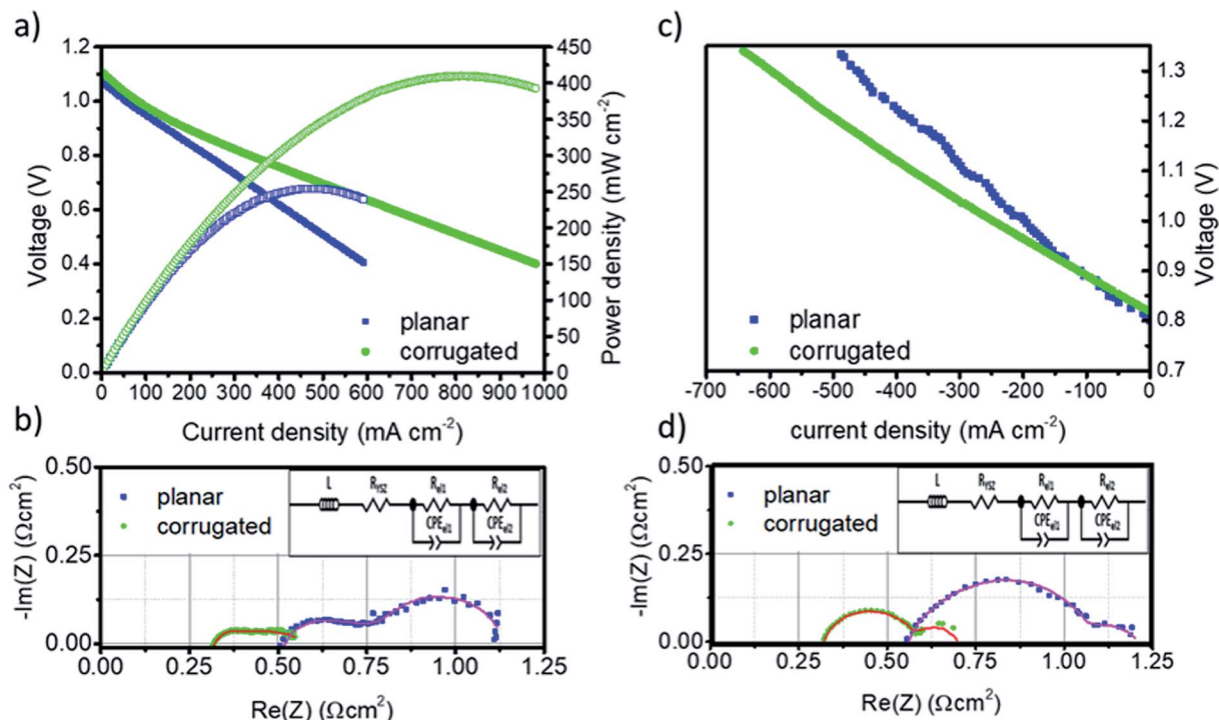 a)
1.2
1.0
0.8
0.6
0.4
0.2
0.0
Voltage (V)
450
400
350
300
250
200
150
100
50
0
Power density (mW cm-2)
planar
corrugated
0 100 200 300 400 500 600 700 800 900 1000
Current density (mA cm-2)
c)
1.3
1.2
1.1
1.0
0.9
0.8
0.7
Voltage (V)
planar
corrugated
-700 -600 -500 -400 -300 -200 -100 0
current density (mA cm-2)
b)
0.50
0.25
0.00
-Im(Z) (Ωcm2)
planar
corrugated
L RYSZ Rel1 Rel2
CPEel1 CPEel2
0.00 0.25 0.50 0.75 1.00 1.25
Re(Z) (Ωcm2)
d)
0.50
0.25
0.00
-Im(Z) (Ωcm2)
planar
corrugated
L RYSZ Rel1 Rel2
CPEel1 CPEel2
0.00 0.25 0.50 0.75 1.00 1.25
Re(Z) (Ωcm2)